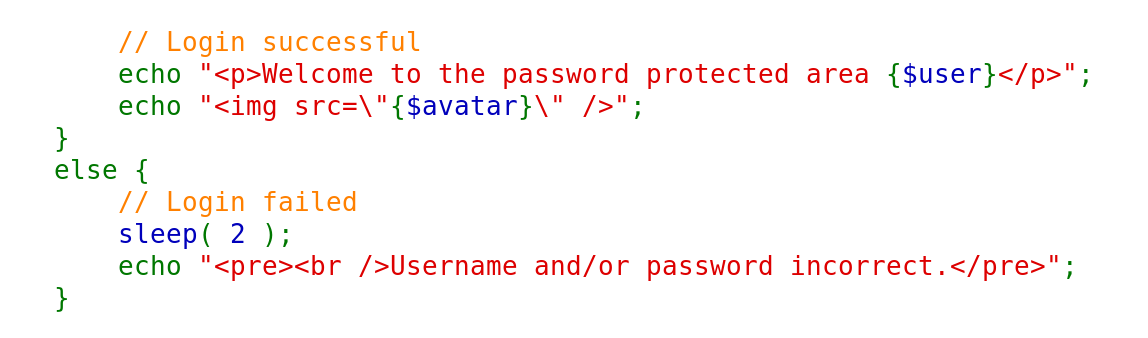 // Login successful
echo "<p>Welcome to the password protected area {$user}</p>";
echo "<img src=\"{$avatar}\" />";
}
else {
// Login failed
sleep( 2 );
echo "<pre><br />Username and/or password incorrect.</pre>";
}